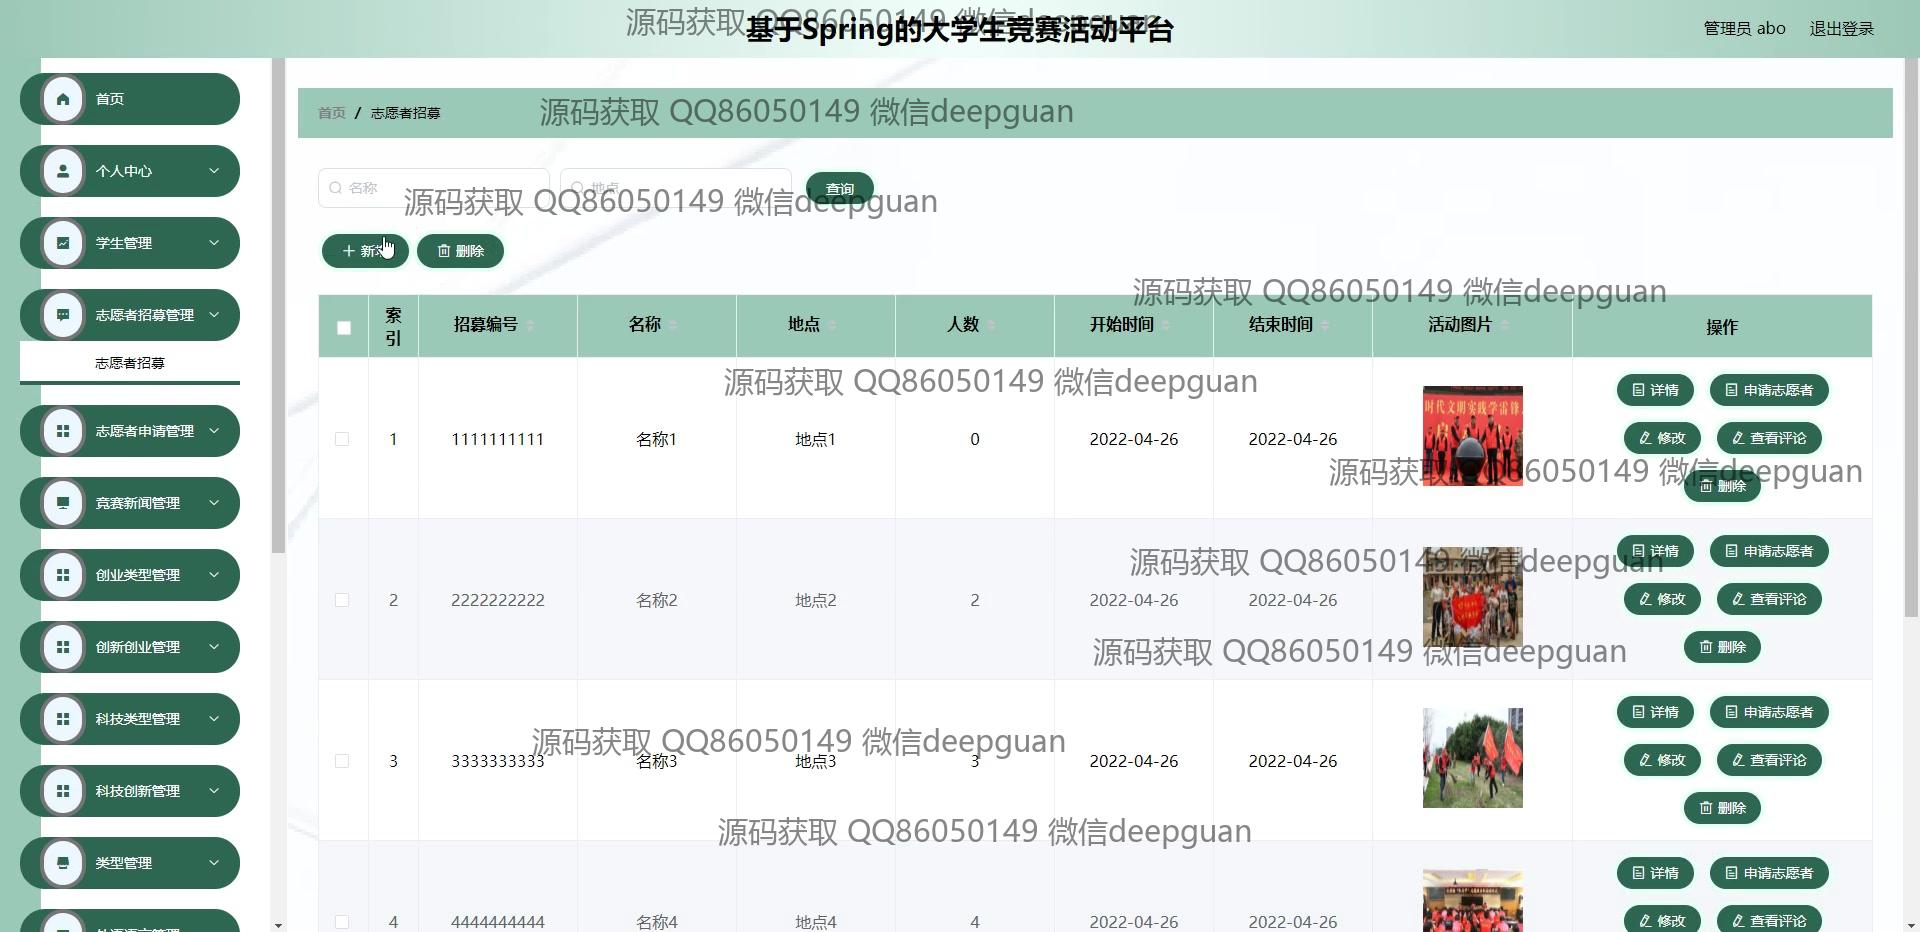 基于Spring的大学生竞赛活动平台
管理员 abo 退出登录
源码获取 QQ86050149 微信deepguan
首页
个人中心
学生管理
志愿者招募管理
志愿者招募
志愿者申请管理
竞赛新闻管理
创业类型管理
创新创业管理
科技类型管理
科技创新管理
类型管理
首页 / 志愿者招募
源码获取 QQ86050149 微信deepguan
名称 地点 查询
源码获取 QQ86050149 微信deepguan
新增 删除
源码获取 QQ86050149 微信deepguan
索引 招募编号 名称 地点 人数 开始时间 结束时间 活动图片 操作
源码获取 QQ86050149 微信deepguan
1 1111111111 名称1 地点1 0 2022-04-26 2022-04-26
时代文明实践学雷锋
详情 申请志愿者
修改 查看评论
删除
源码获取 QQ86050149 微信deepguan
源码获取 QQ86050149 微信deepguan
2 2222222222 名称2 地点2 2 2022-04-26 2022-04-26
详情 申请志愿者
修改 查看评论
删除
源码获取 QQ86050149 微信deepguan
源码获取 QQ86050149 微信deepguan
3 3333333333 名称3 地点3 3 2022-04-26 2022-04-26
详情 申请志愿者
修改 查看评论
删除
源码获取 QQ86050149 微信deepguan
4 4444444444 名称4 地点4 4 2022-04-26 2022-04-26
详情 申请志愿者
修改 查看评论